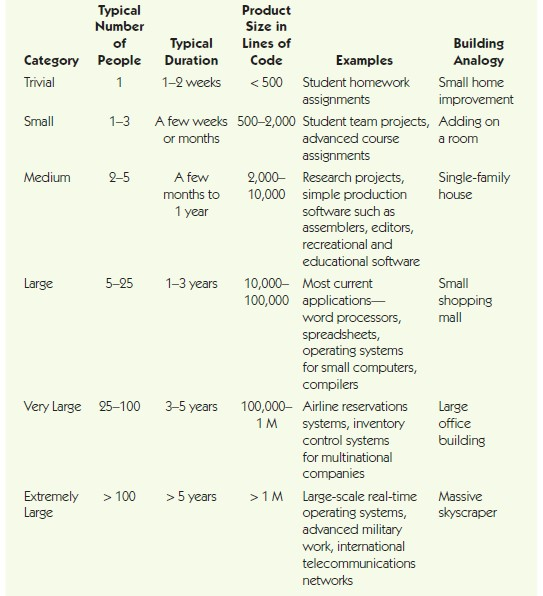 Typical Product
Number Size in
of Typical Lines of Building
Category People Duration Code Examples Analogy
Trivial 1 1–2 weeks < 500 Student homework Small home
assignments improvement
Small 1–3 A few weeks 500–2,000 Student team projects, Adding on
or months advanced course a room
assignments
Medium 2–5 A few 2,000– Research projects, Single-family
months to 10,000 simple production house
1 year software such as
assemblers, editors,
recreational and
educational software
Large 5–25 1–3 years 10,000– Most current Small
100,000 applications— shopping
word processors, mall
spreadsheets,
operating systems
for small computers,
compilers
Very Large 25–100 3–5 years 100,000– Airline reservations Large
1 M systems, inventory office
control systems building
for multinational
companies
Extremely > 100 > 5 years > 1 M Large-scale real-time Massive
Large operating systems, skyscraper
advanced military
work, international
telecommunications
networks